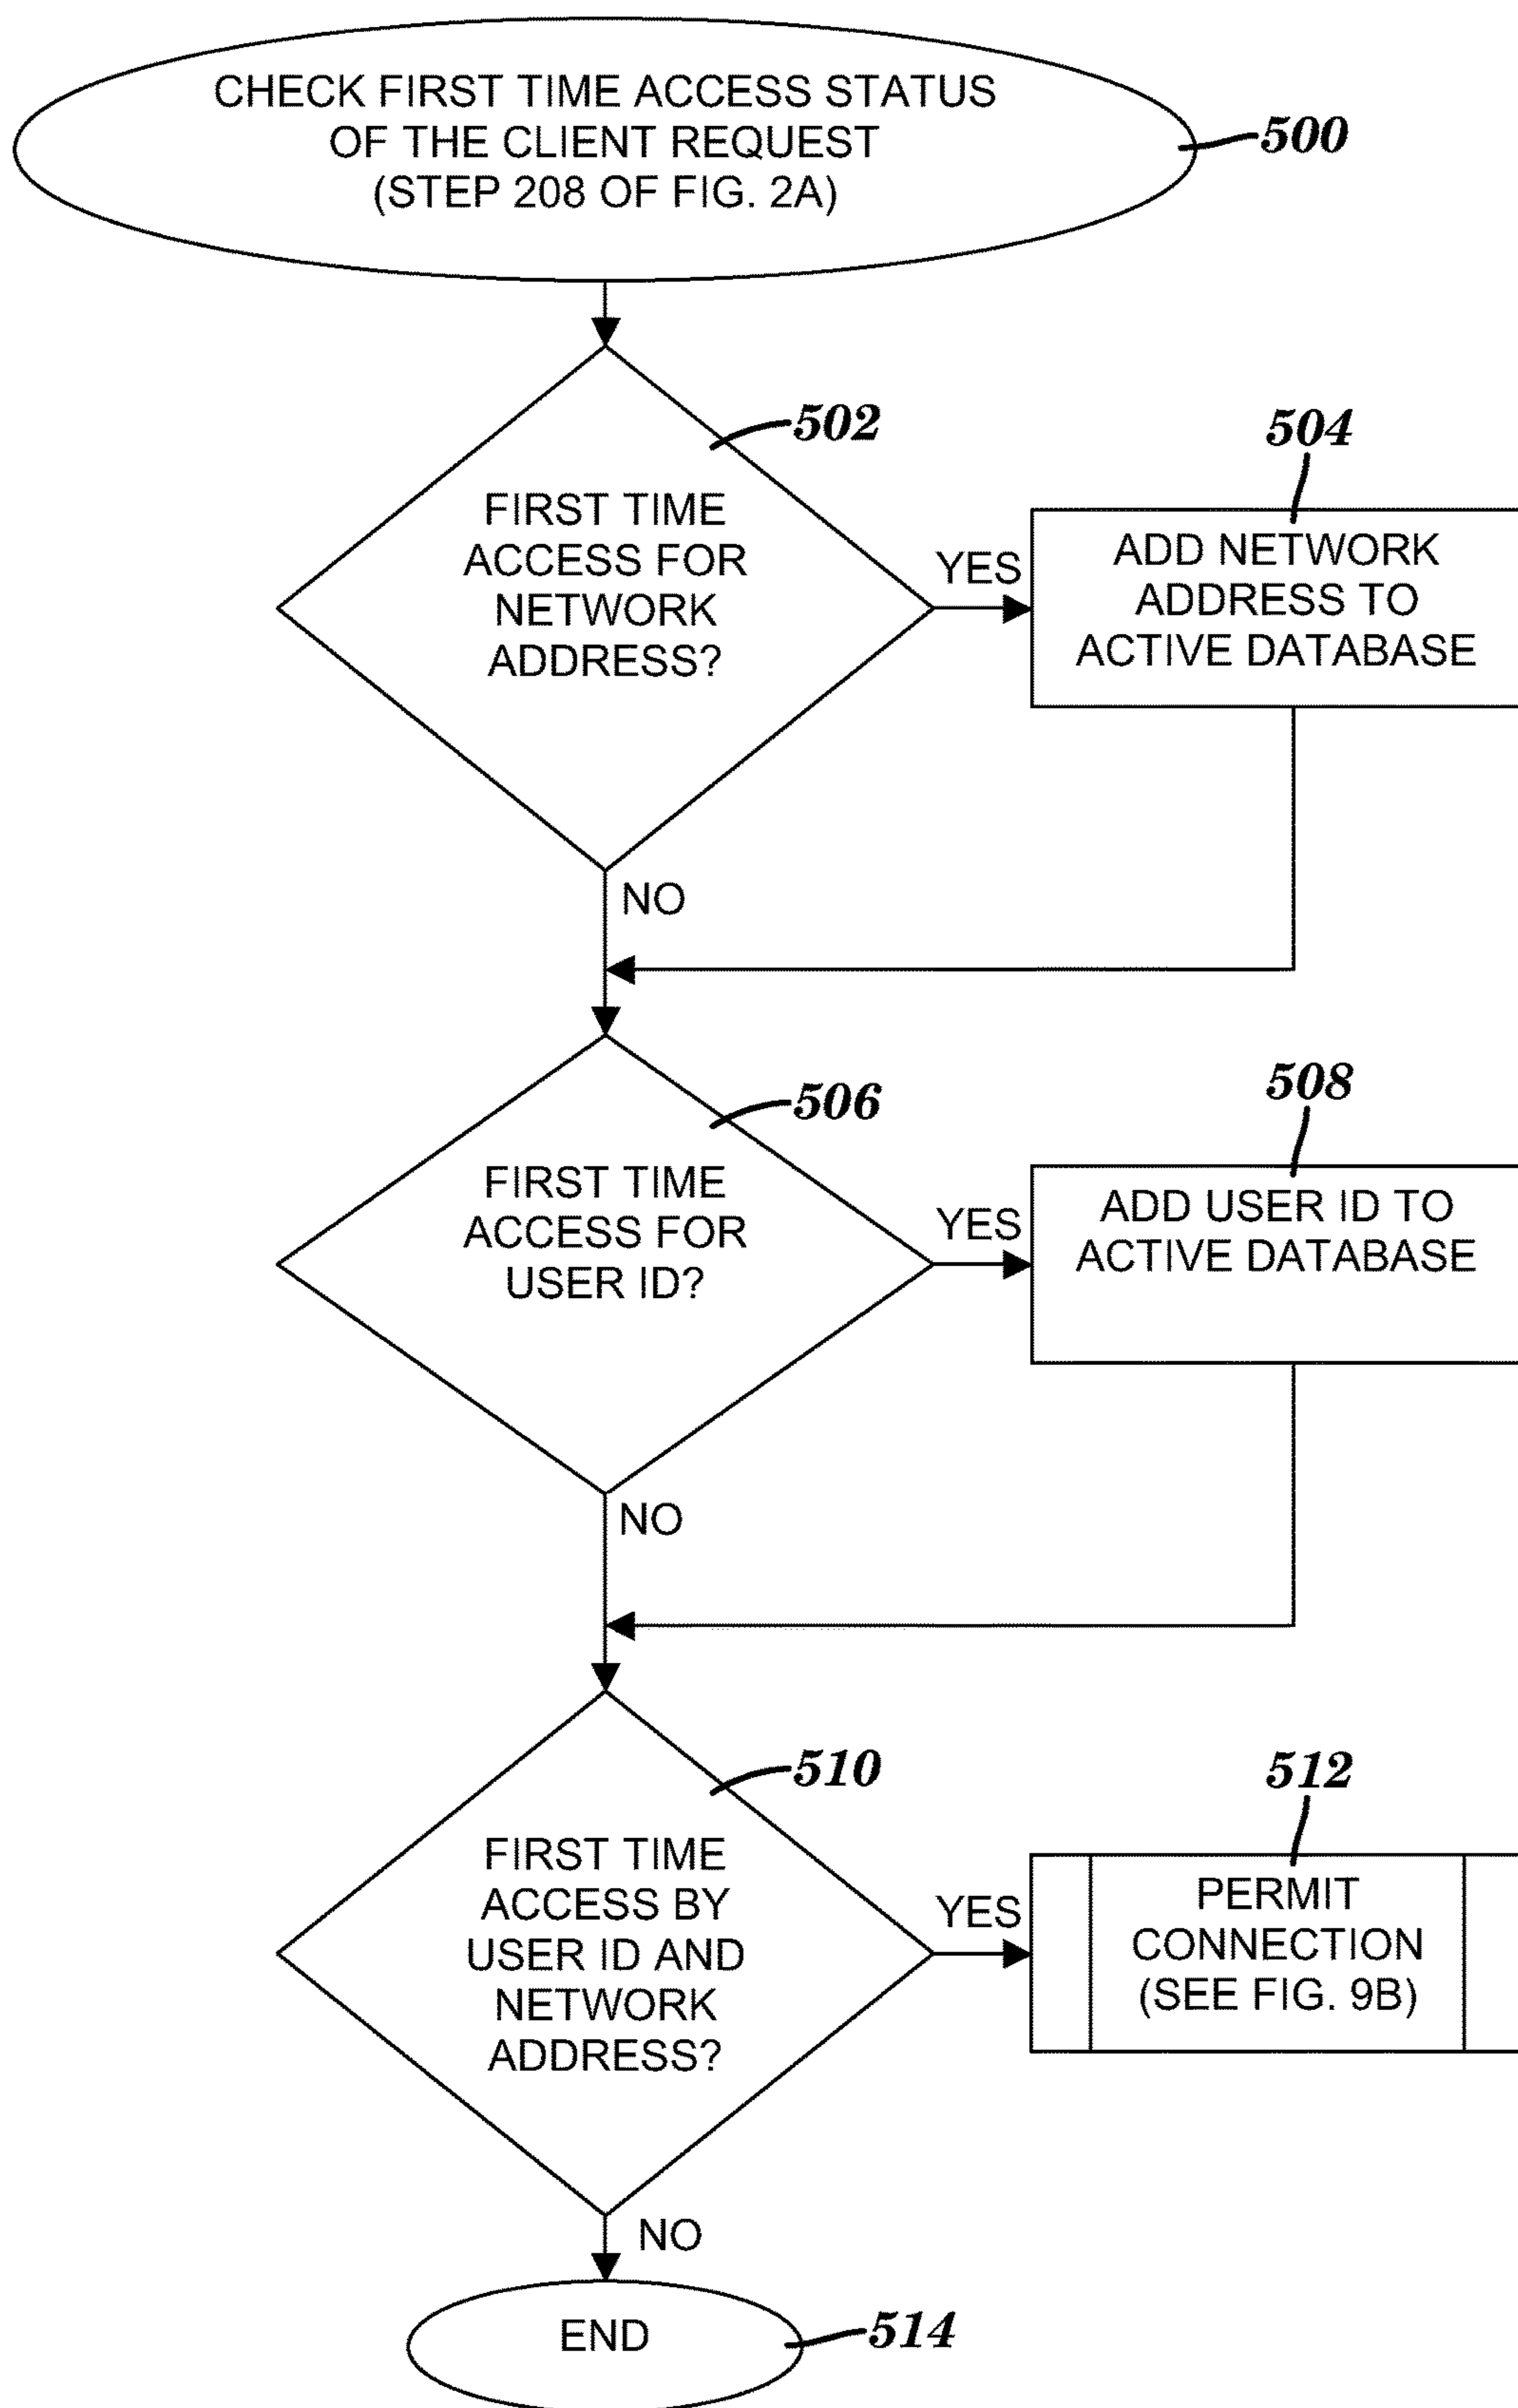 CHECK FIRST TIME ACCESS STATUS
OF THE CLIENT REQUEST
(STEP 208 OF FIG. 2A)
500
502
FIRST TIME
ACCESS FOR
NETWORK
ADDRESS?
YES
504
ADD NETWORK
ADDRESS TO
ACTIVE DATABASE
NO
506
FIRST TIME
ACCESS FOR
USER ID?
YES
508
ADD USER ID TO
ACTIVE DATABASE
NO
510
FIRST TIME
ACCESS BY
USER ID AND
NETWORK
ADDRESS?
YES
512
PERMIT
CONNECTION
(SEE FIG. 9B)
NO
END
514